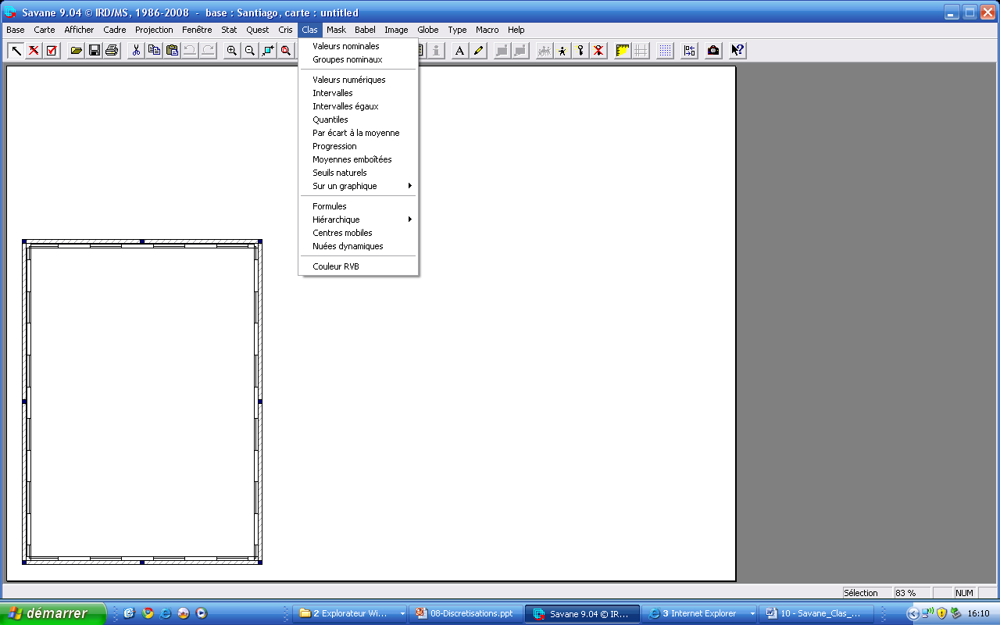 Savane 9.04 © IRD/MS, 1986-2008 - base : Santiago, carte : untitled
Base Carte Afficher Cadre Projection Fenêtre Stat Quest Cris Clas Mask Babel Image Globe Type Macro Help
Valeurs nominales
Groupes nominaux
Valeurs numériques
Intervalles
Intervalles égaux
Quantiles
Par écart à la moyenne
Progression
Moyennes emboîtées
Seuils naturels
Sur un graphique
Formules
Hiérarchique
Centres mobiles
Nuées dynamiques
Couleur RVB
Sélection 83 % NUM
démarrer 2 Explorateur Wi... 08-Discretisations.ppt Savane 9.04 © IR... 3 Internet Explorer 10 - Savane_Clas_... 16:10